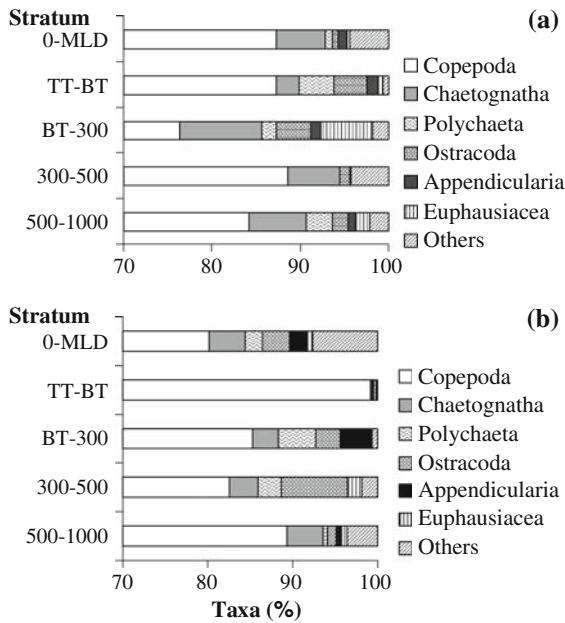 Stratum
(a)
0-MLD
TT-BT
BT-300
300-500
500-1000
70 80 90 100
Copepoda
Chaetognatha
Polychaeta
Ostracoda
Appendicularia
Euphausiacea
Others
Stratum
(b)
0-MLD
TT-BT
BT-300
300-500
500-1000
70 80 90 100
Taxa (%)
Copepoda
Chaetognatha
Polychaeta
Ostracoda
Appendicularia
Euphausiacea
Others